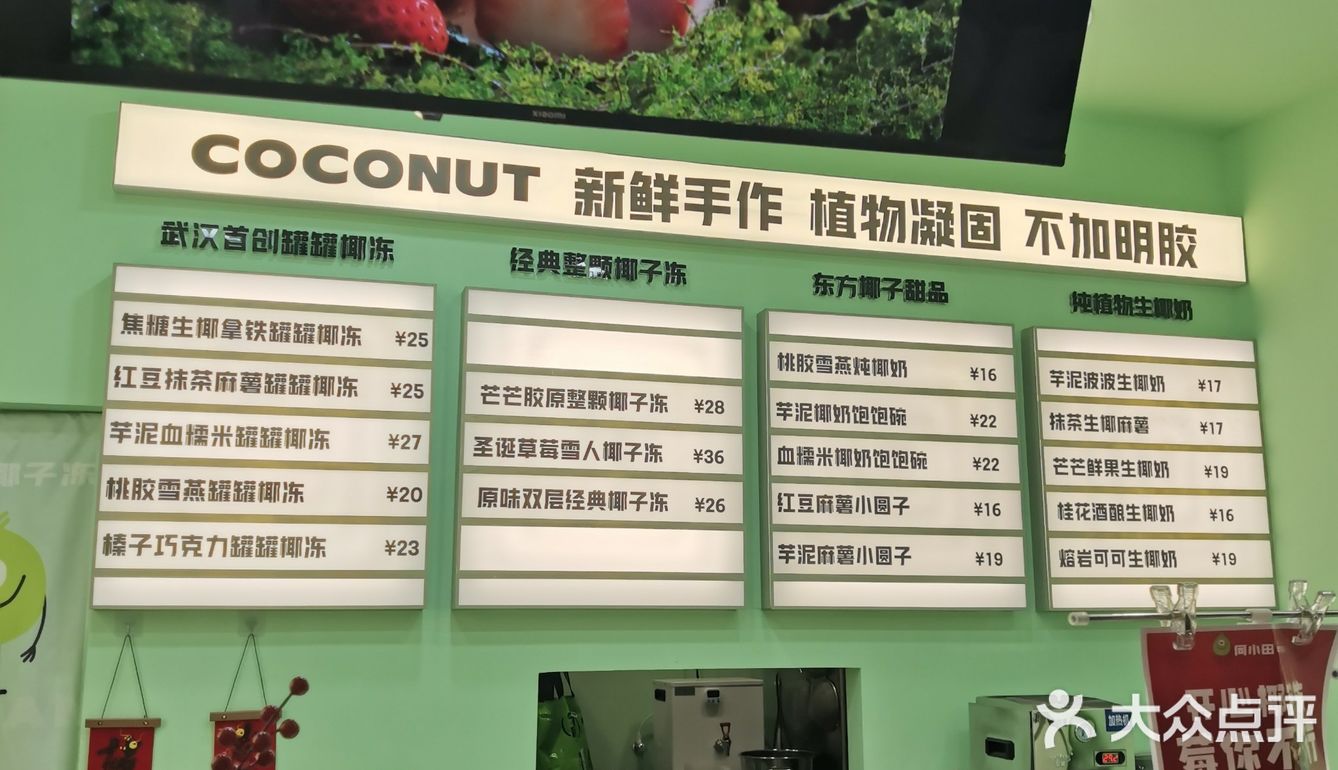 xiaomi
COCONUT 新鲜手作 植物凝固 不加明胶
武汉首创罐罐椰冻
焦糖生椰拿铁罐罐椰冻 ¥25
红豆抹茶麻薯罐罐椰冻 ¥25
芋泥血糯米罐罐椰冻 ¥27
桃胶雪燕罐罐椰冻 ¥20
榛子巧克力罐罐椰冻 ¥23
经典整颗椰子冻
芒芒胶原整颗椰子冻 ¥28
圣诞草莓雪人椰子冻 ¥36
原味双层经典椰子冻 ¥26
东方椰子甜品
桃胶雪燕炖椰奶 ¥16
芋泥椰奶饱饱碗 ¥22
血糯米椰奶饱饱碗 ¥22
红豆麻薯小圆子 ¥16
芋泥麻薯小圆子 ¥19
纯植物生椰奶
芋泥波波生椰奶 ¥17
抹茶生椰麻薯 ¥17
芒芒鲜果生椰奶 ¥19
桂花酒酿生椰奶 ¥16
熔岩可可生椰奶 ¥19
椰子冻
何小田
加热机
大众点评